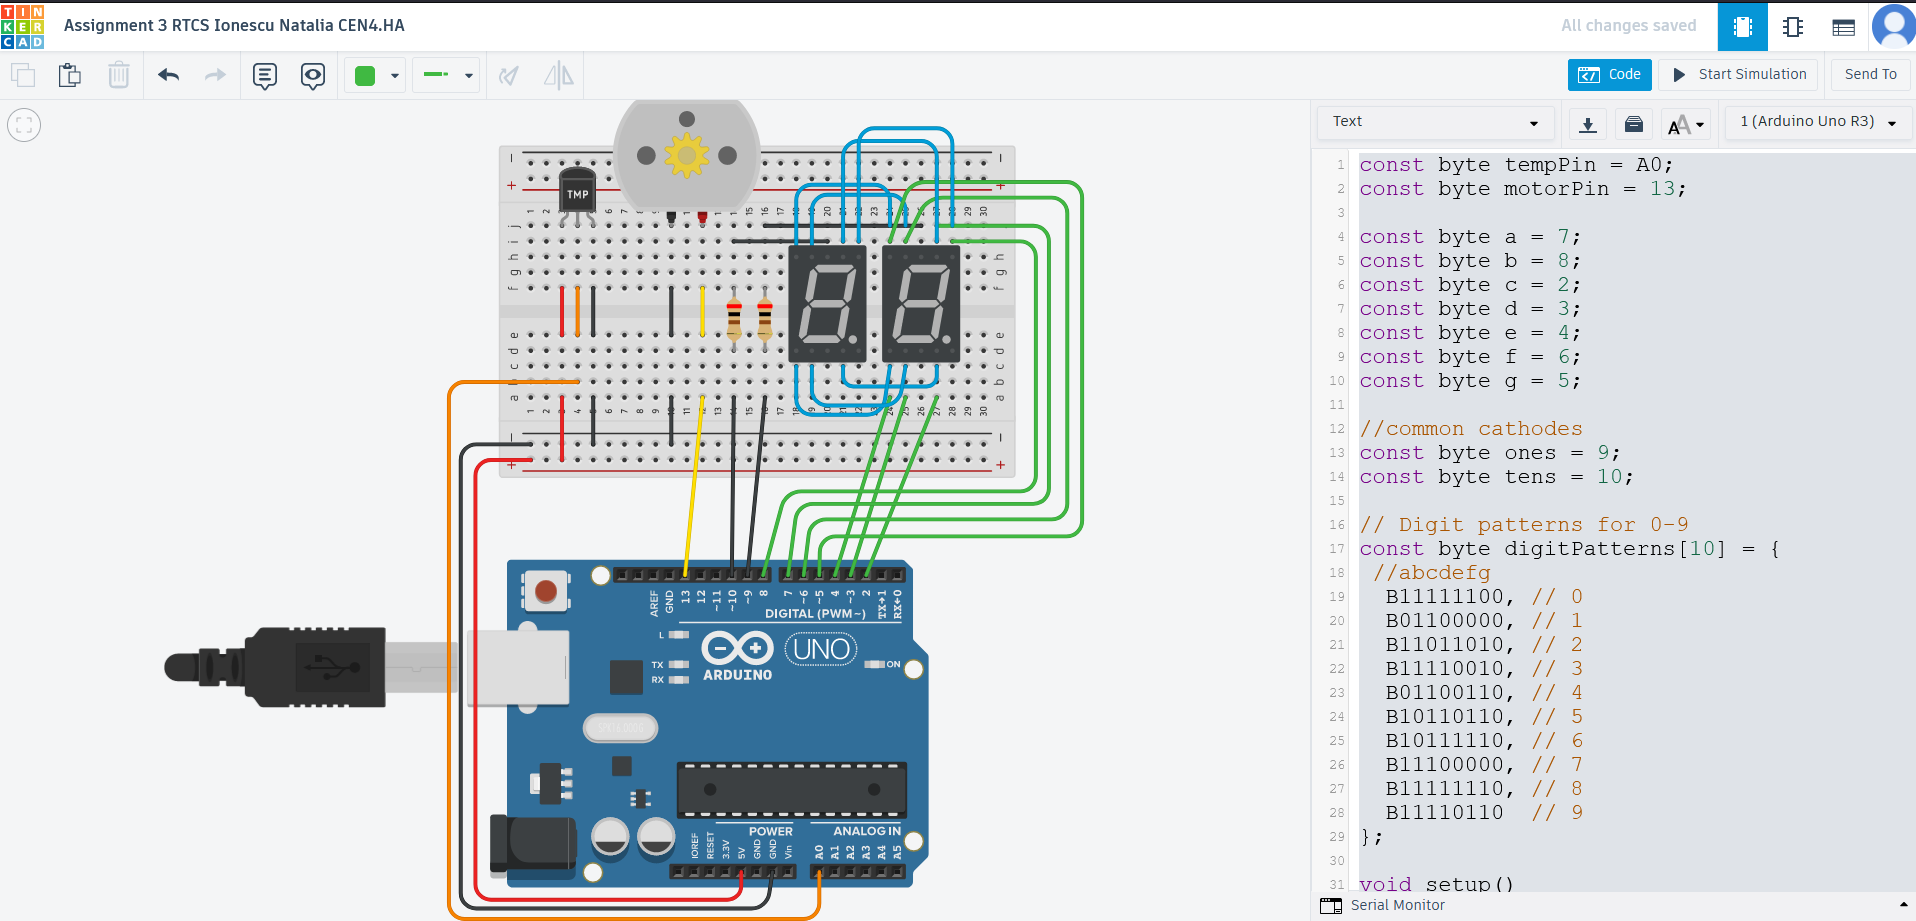 TIN
KER
CAD
Assignment 3 RTCS Ionescu Natalia CEN4.HA
All changes saved
Code
Start Simulation
Send To
Text
1 (Arduino Uno R3)
1 const byte tempPin = A0;
2 const byte motorPin = 13;
3
4 const byte a = 7;
5 const byte b = 8;
6 const byte c = 2;
7 const byte d = 3;
8 const byte e = 4;
9 const byte f = 6;
10 const byte g = 5;
11
12 //common cathodes
13 const byte ones = 9;
14 const byte tens = 10;
15
16 // Digit patterns for 0-9
17 const byte digitPatterns[10] = {
18 //abcdefg
19 B11111100, // 0
20 B01100000, // 1
21 B11011010, // 2
22 B11110010, // 3
23 B01100110, // 4
24 B10110110, // 5
25 B10111110, // 6
26 B11100000, // 7
27 B11111110, // 8
28 B11110110 // 9
29 };
30
31 void setup()
Serial Monitor
TMP
AREF
GND
13
12
~11
~10
~9
8
7
~6
~5
4
~3
2
TX→1
RX←0
DIGITAL (PWM~)
L
TX
RX
ARDUINO
UNO
ON
POWER
ANALOG IN
IOREF
RESET
3.3V
5V
GND
GND
Vin
A0
A1
A2
A3
A4
A5